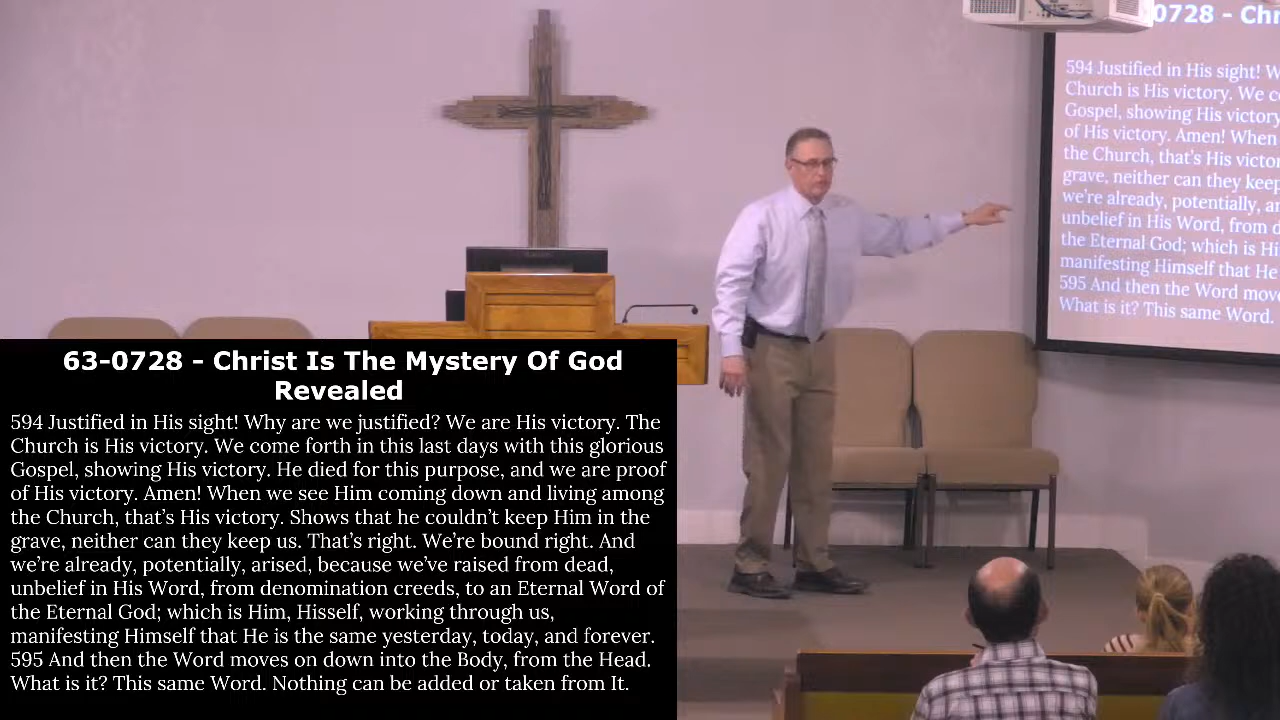 63-0728 - Christ Is The Mystery Of God
Revealed
594 Justified in His sight! Why are we justified? We are His victory. The
Church is His victory. We come forth in this last days with this glorious
Gospel, showing His victory. He died for this purpose, and we are proof
of His victory. Amen! When we see Him coming down and living among
the Church, that’s His victory. Shows that he couldn’t keep Him in the
grave, neither can they keep us. That’s right. We’re bound right. And
we’re already, potentially, arised, because we’ve raised from dead,
unbelief in His Word, from denomination creeds, to an Eternal Word of
the Eternal God; which is Him, Hisself, working through us,
manifesting Himself that He is the same yesterday, today, and forever.
595 And then the Word moves on down into the Body, from the Head.
What is it? This same Word. Nothing can be added or taken from It.
0728 - Chr
594 Justified in His sight! W
Church is His victory. We co
Gospel, showing His victory
of His victory. Amen! When
the Church, that’s His victor
grave, neither can they keep
we’re already, potentially, ar
unbelief in His Word, from d
the Eternal God; which is Hi
manifesting Himself that He
595 And then the Word move
What is it? This same Word.